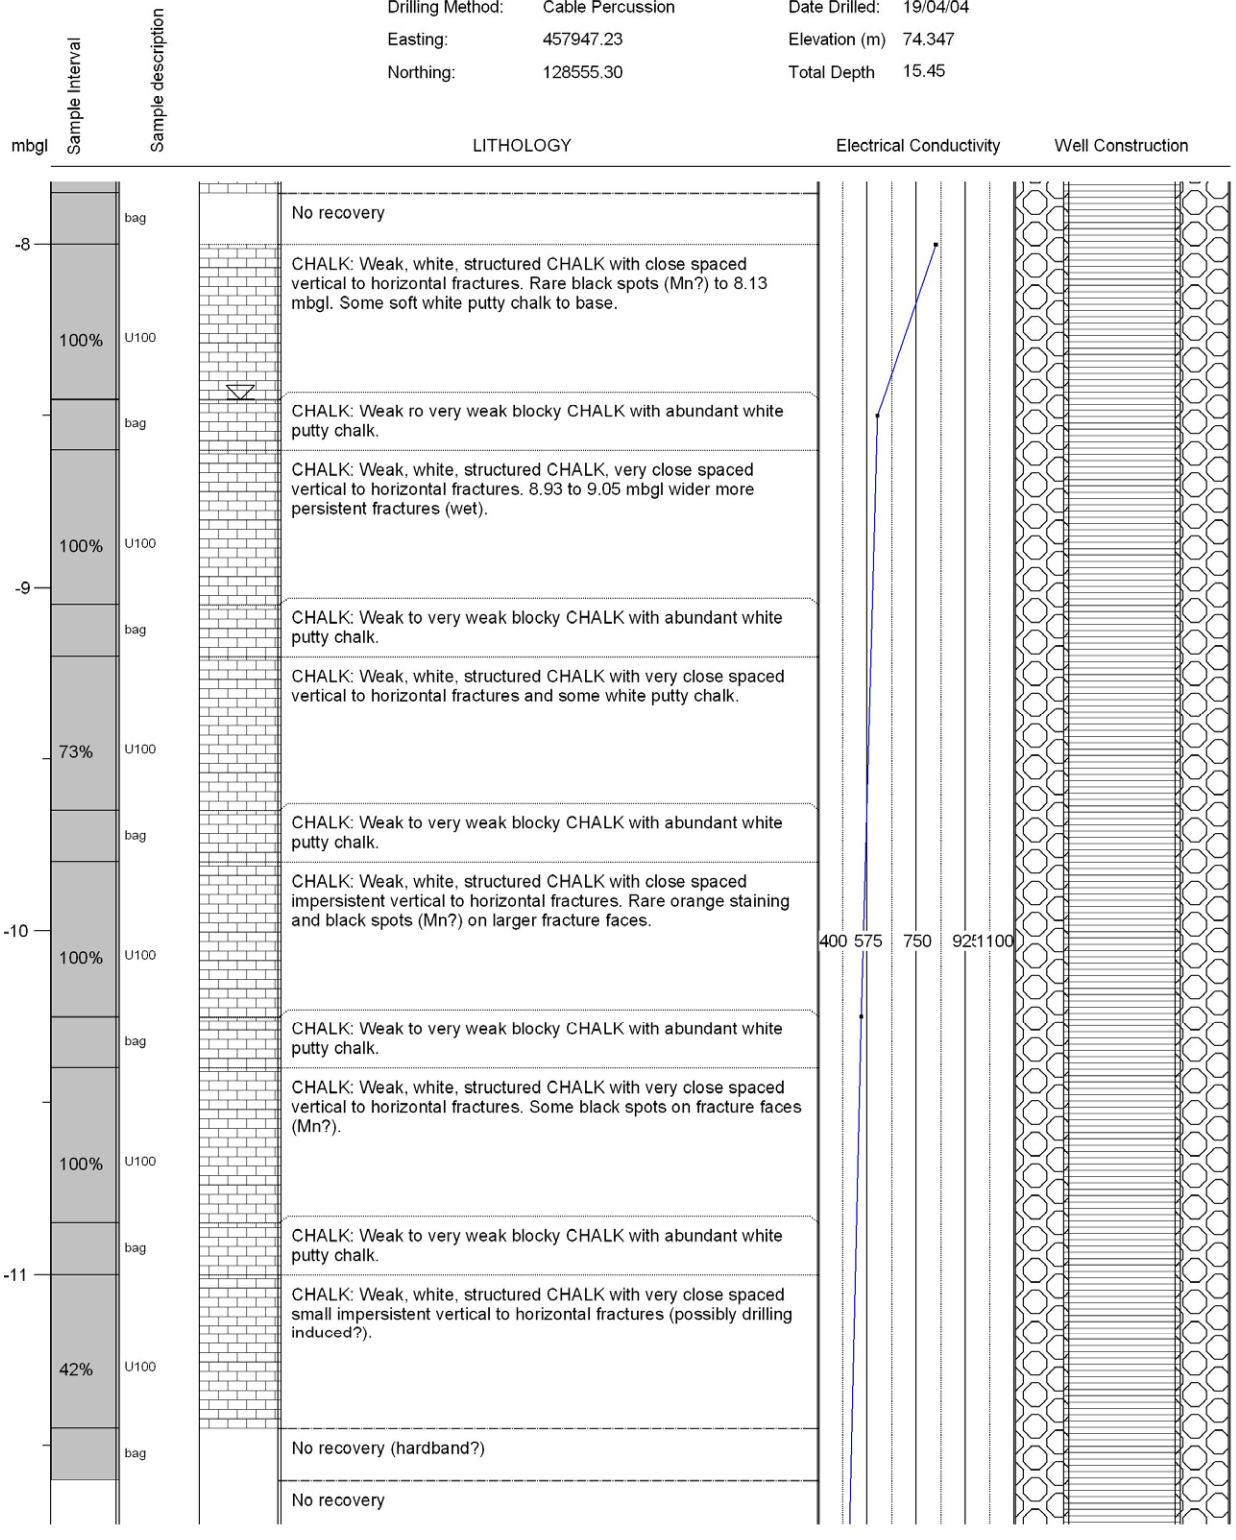 Drilling Method: Cable Percussion Date Drilled: 19/04/04
Easting: 457947.23 Elevation (m) 74.347
Northing: 128555.30 Total Depth 15.45
mbgl Sample Interval Sample description LITHOLOGY Electrical Conductivity Well Construction
bag No recovery
-8
CHALK: Weak, white, structured CHALK with close spaced
vertical to horizontal fractures. Rare black spots (Mn?) to 8.13
mbgl. Some soft white putty chalk to base.
100% U100
CHALK: Weak ro very weak blocky CHALK with abundant white
bag
putty chalk.
CHALK: Weak, white, structured CHALK, very close spaced
vertical to horizontal fractures. 8.93 to 9.05 mbgl wider more
persistent fractures (wet).
100% U100
-9
CHALK: Weak to very weak blocky CHALK with abundant white
bag
putty chalk.
CHALK: Weak, white, structured CHALK with very close spaced
vertical to horizontal fractures and some white putty chalk.
73% U100
CHALK: Weak to very weak blocky CHALK with abundant white
bag
putty chalk.
CHALK: Weak, white, structured CHALK with close spaced
impersistent vertical to horizontal fractures. Rare orange staining
and black spots (Mn?) on larger fracture faces.
-10
400 575 750 925 1100
100% U100
CHALK: Weak to very weak blocky CHALK with abundant white
bag
putty chalk.
CHALK: Weak, white, structured CHALK with very close spaced
vertical to horizontal fractures. Some black spots on fracture faces
(Mn?).
100% U100
CHALK: Weak to very weak blocky CHALK with abundant white
bag
putty chalk.
-11
CHALK: Weak, white, structured CHALK with very close spaced
small impersistent vertical to horizontal fractures (possibly drilling
induced?).
42% U100
bag No recovery (hardband?)
No recovery